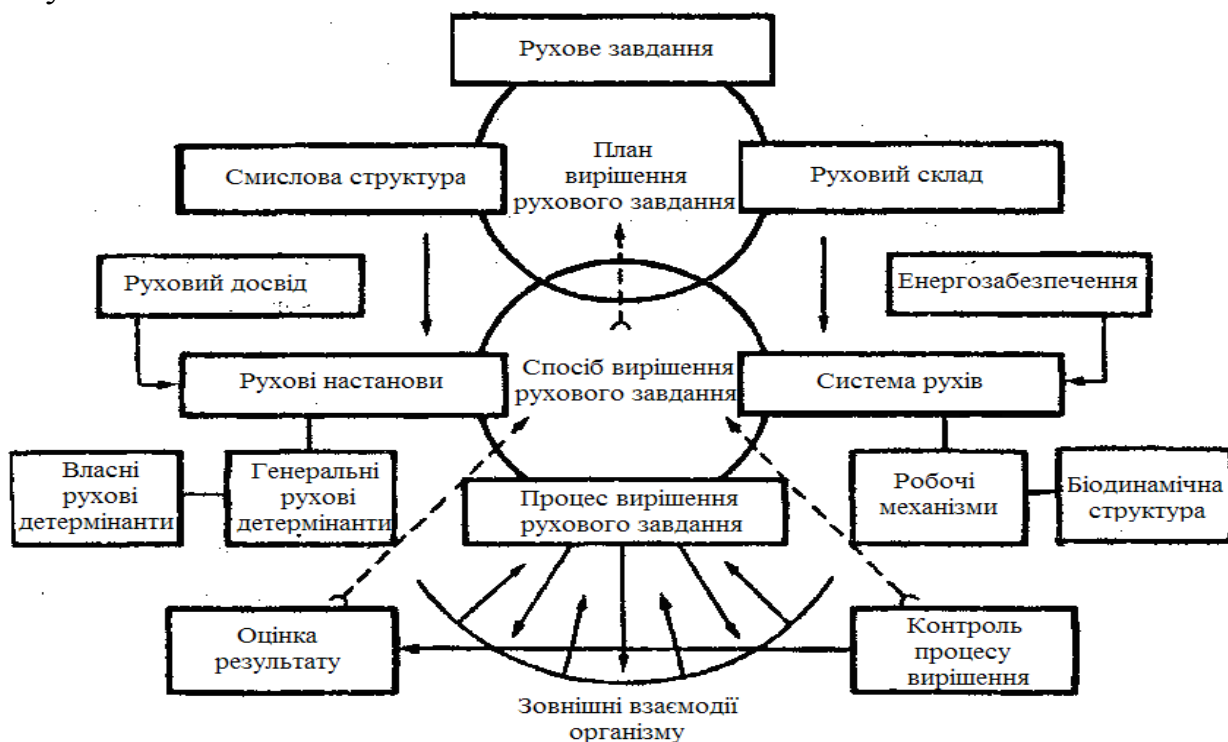 Рухове завдання
План
вирішення
рухового завдання
Смислова структура
Руховий склад
Руховий досвід
Енергозабезпечення
Рухові настанови
Спосіб вирішення
рухового завдання
Система рухів
Власні
рухові
детермінанти
Генеральні
рухові
детермінанти
Процес вирішення
рухового завдання
Робочі
механізми
Біодинамічна
структура
Оцінка
результату
Контроль
процесу
вирішення
Зовнішні взаємодії
організму